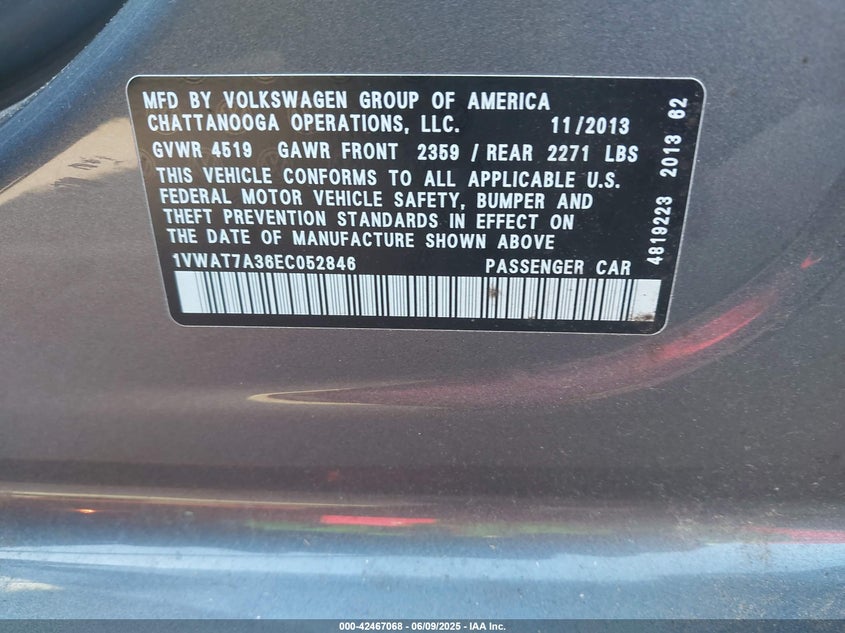 MFD BY VOLKSWAGEN GROUP OF AMERICA
CHATTANOOGA OPERATIONS, LLC. 11/2013
GVWR 4519 GAWR FRONT 2359 / REAR 2271 LBS
THIS VEHICLE CONFORMS TO ALL APPLICABLE U.S.
FEDERAL MOTOR VEHICLE SAFETY, BUMPER AND
THEFT PREVENTION STANDARDS IN EFFECT ON
THE DATE OF MANUFACTURE SHOWN ABOVE
1VWAT7A36EC052846 PASSENGER CAR
4819223 2013 62
000-42467068 - 06/09/2025 - IAA Inc.